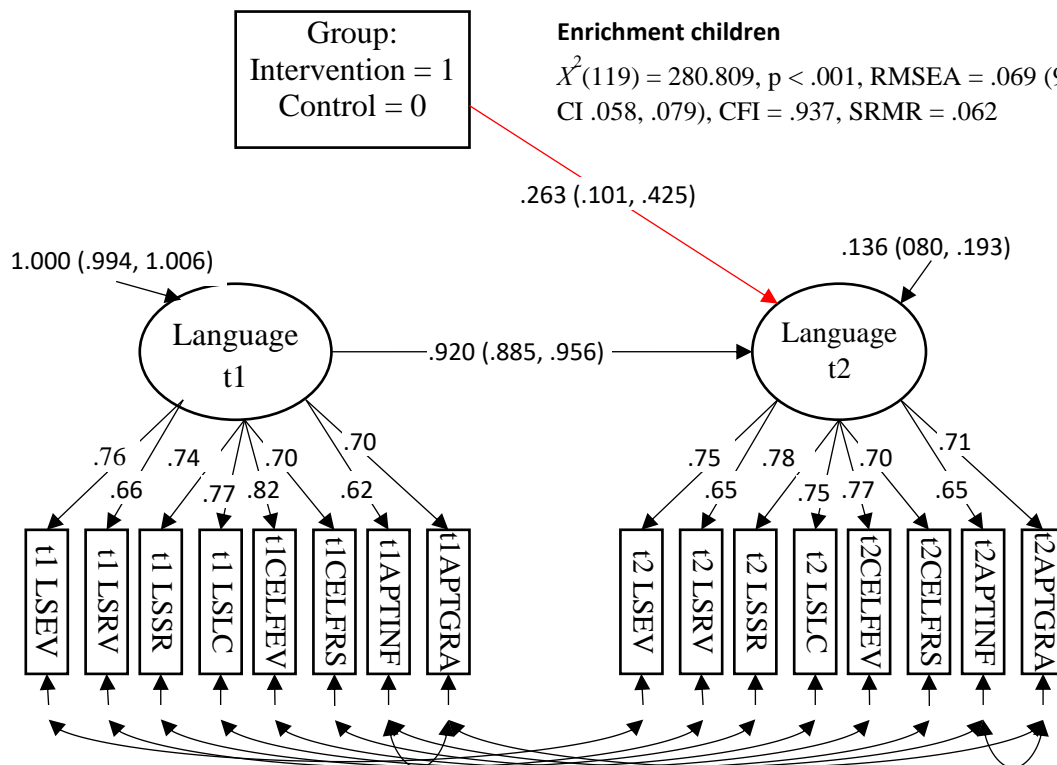 Group:
Intervention = 1
Control = 0
Enrichment children
X²(119) = 280.809, p < .001, RMSEA = .069 (9
CI .058, .079), CFI = .937, SRMR = .062
.263 (.101, .425)
1.000 (.994, 1.006)
.136 (080, .193)
Language
t1
.920 (.885, .956)
Language
t2
.76
.66
.74
.77
.82
.70
.62
.70
.75
.65
.78
.75
.77
.70
.65
.71
t1 LSEV
t1 LSRV
t1 LSSR
t1 LSLC
t1CELFEV
t1CELFRS
t1APTINF
t1APTGRA
t2 LSEV
t2 LSRV
t2 LSSR
t2 LSLC
t2CELFEV
t2CELFRS
t2APTINF
t2APTGRA